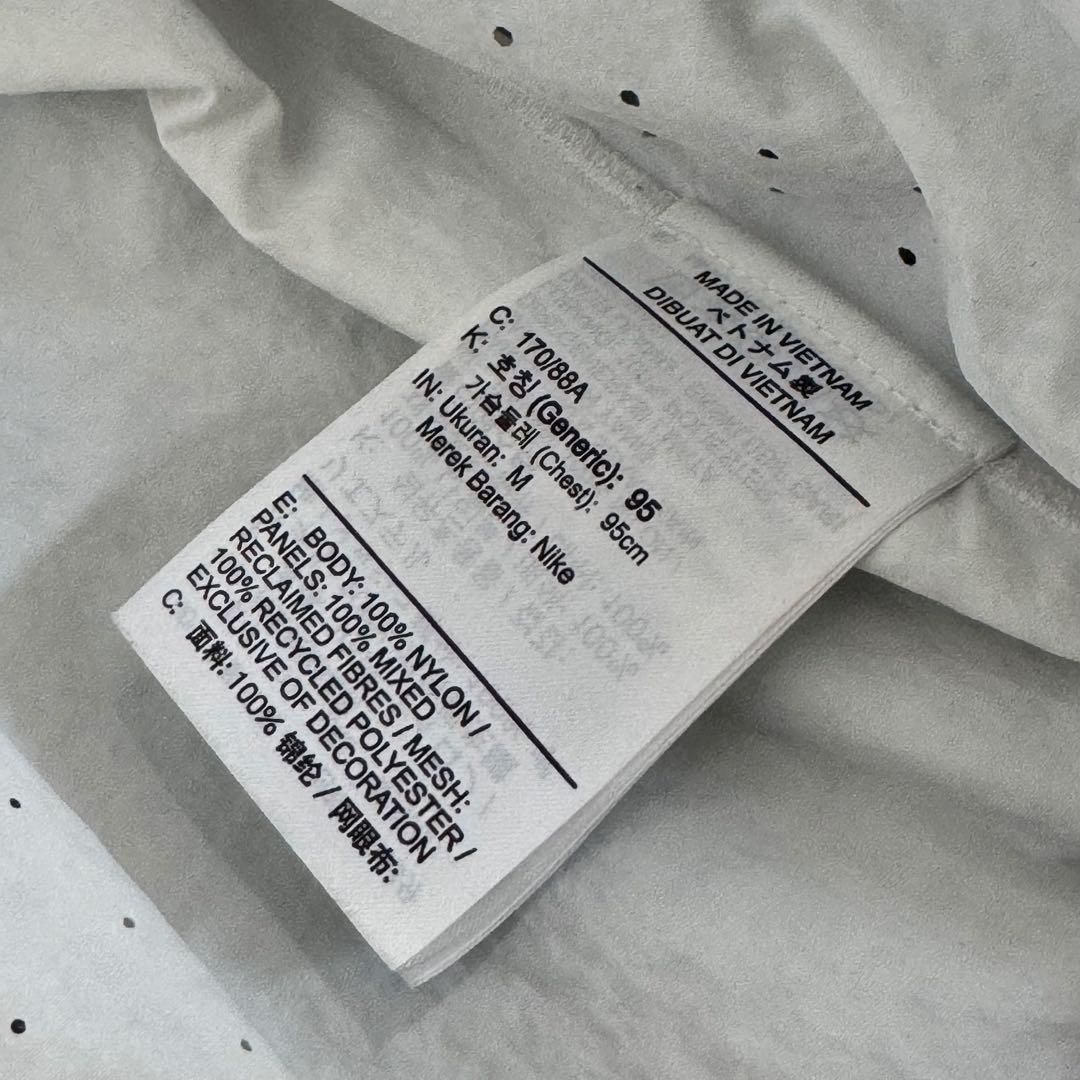 MADE IN VIETNAM
ベトナム製
DIBUAT DI VIETNAM
C: 170/88A
K: 호칭 (Generic): 95
가슴둘레 (Chest): 95cm
IN: Ukuran: M
Merek Barang: Nike
E: BODY: 100% NYLON /
PANELS: 100% MIXED
RECLAIMED FIBRES / MESH:
100% RECYCLED POLYESTER /
EXCLUSIVE OF DECORATION
C: 面料: 100% 锦纶 / 网眼布: